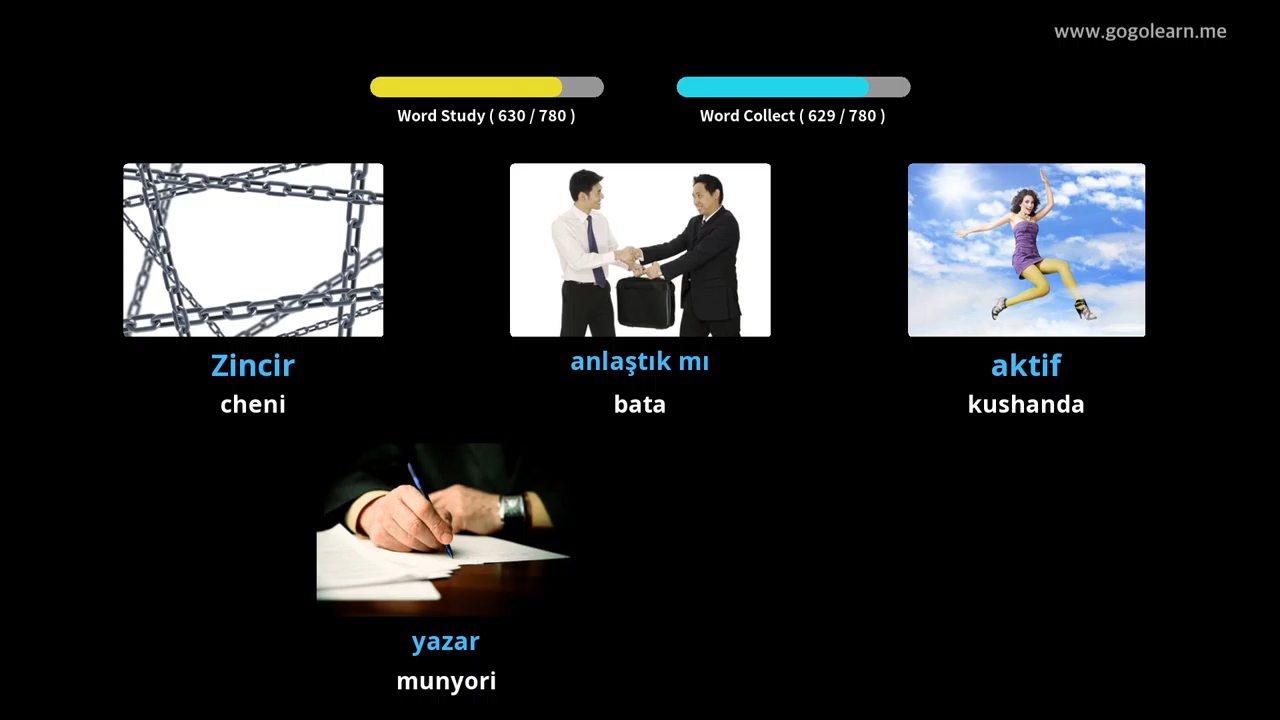 www.gogolearn.me
Word Study ( 630 / 780 )
Word Collect ( 629 / 780 )
Zincir
cheni
anlaştık mı
bata
aktif
kushanda
yazar
munyori